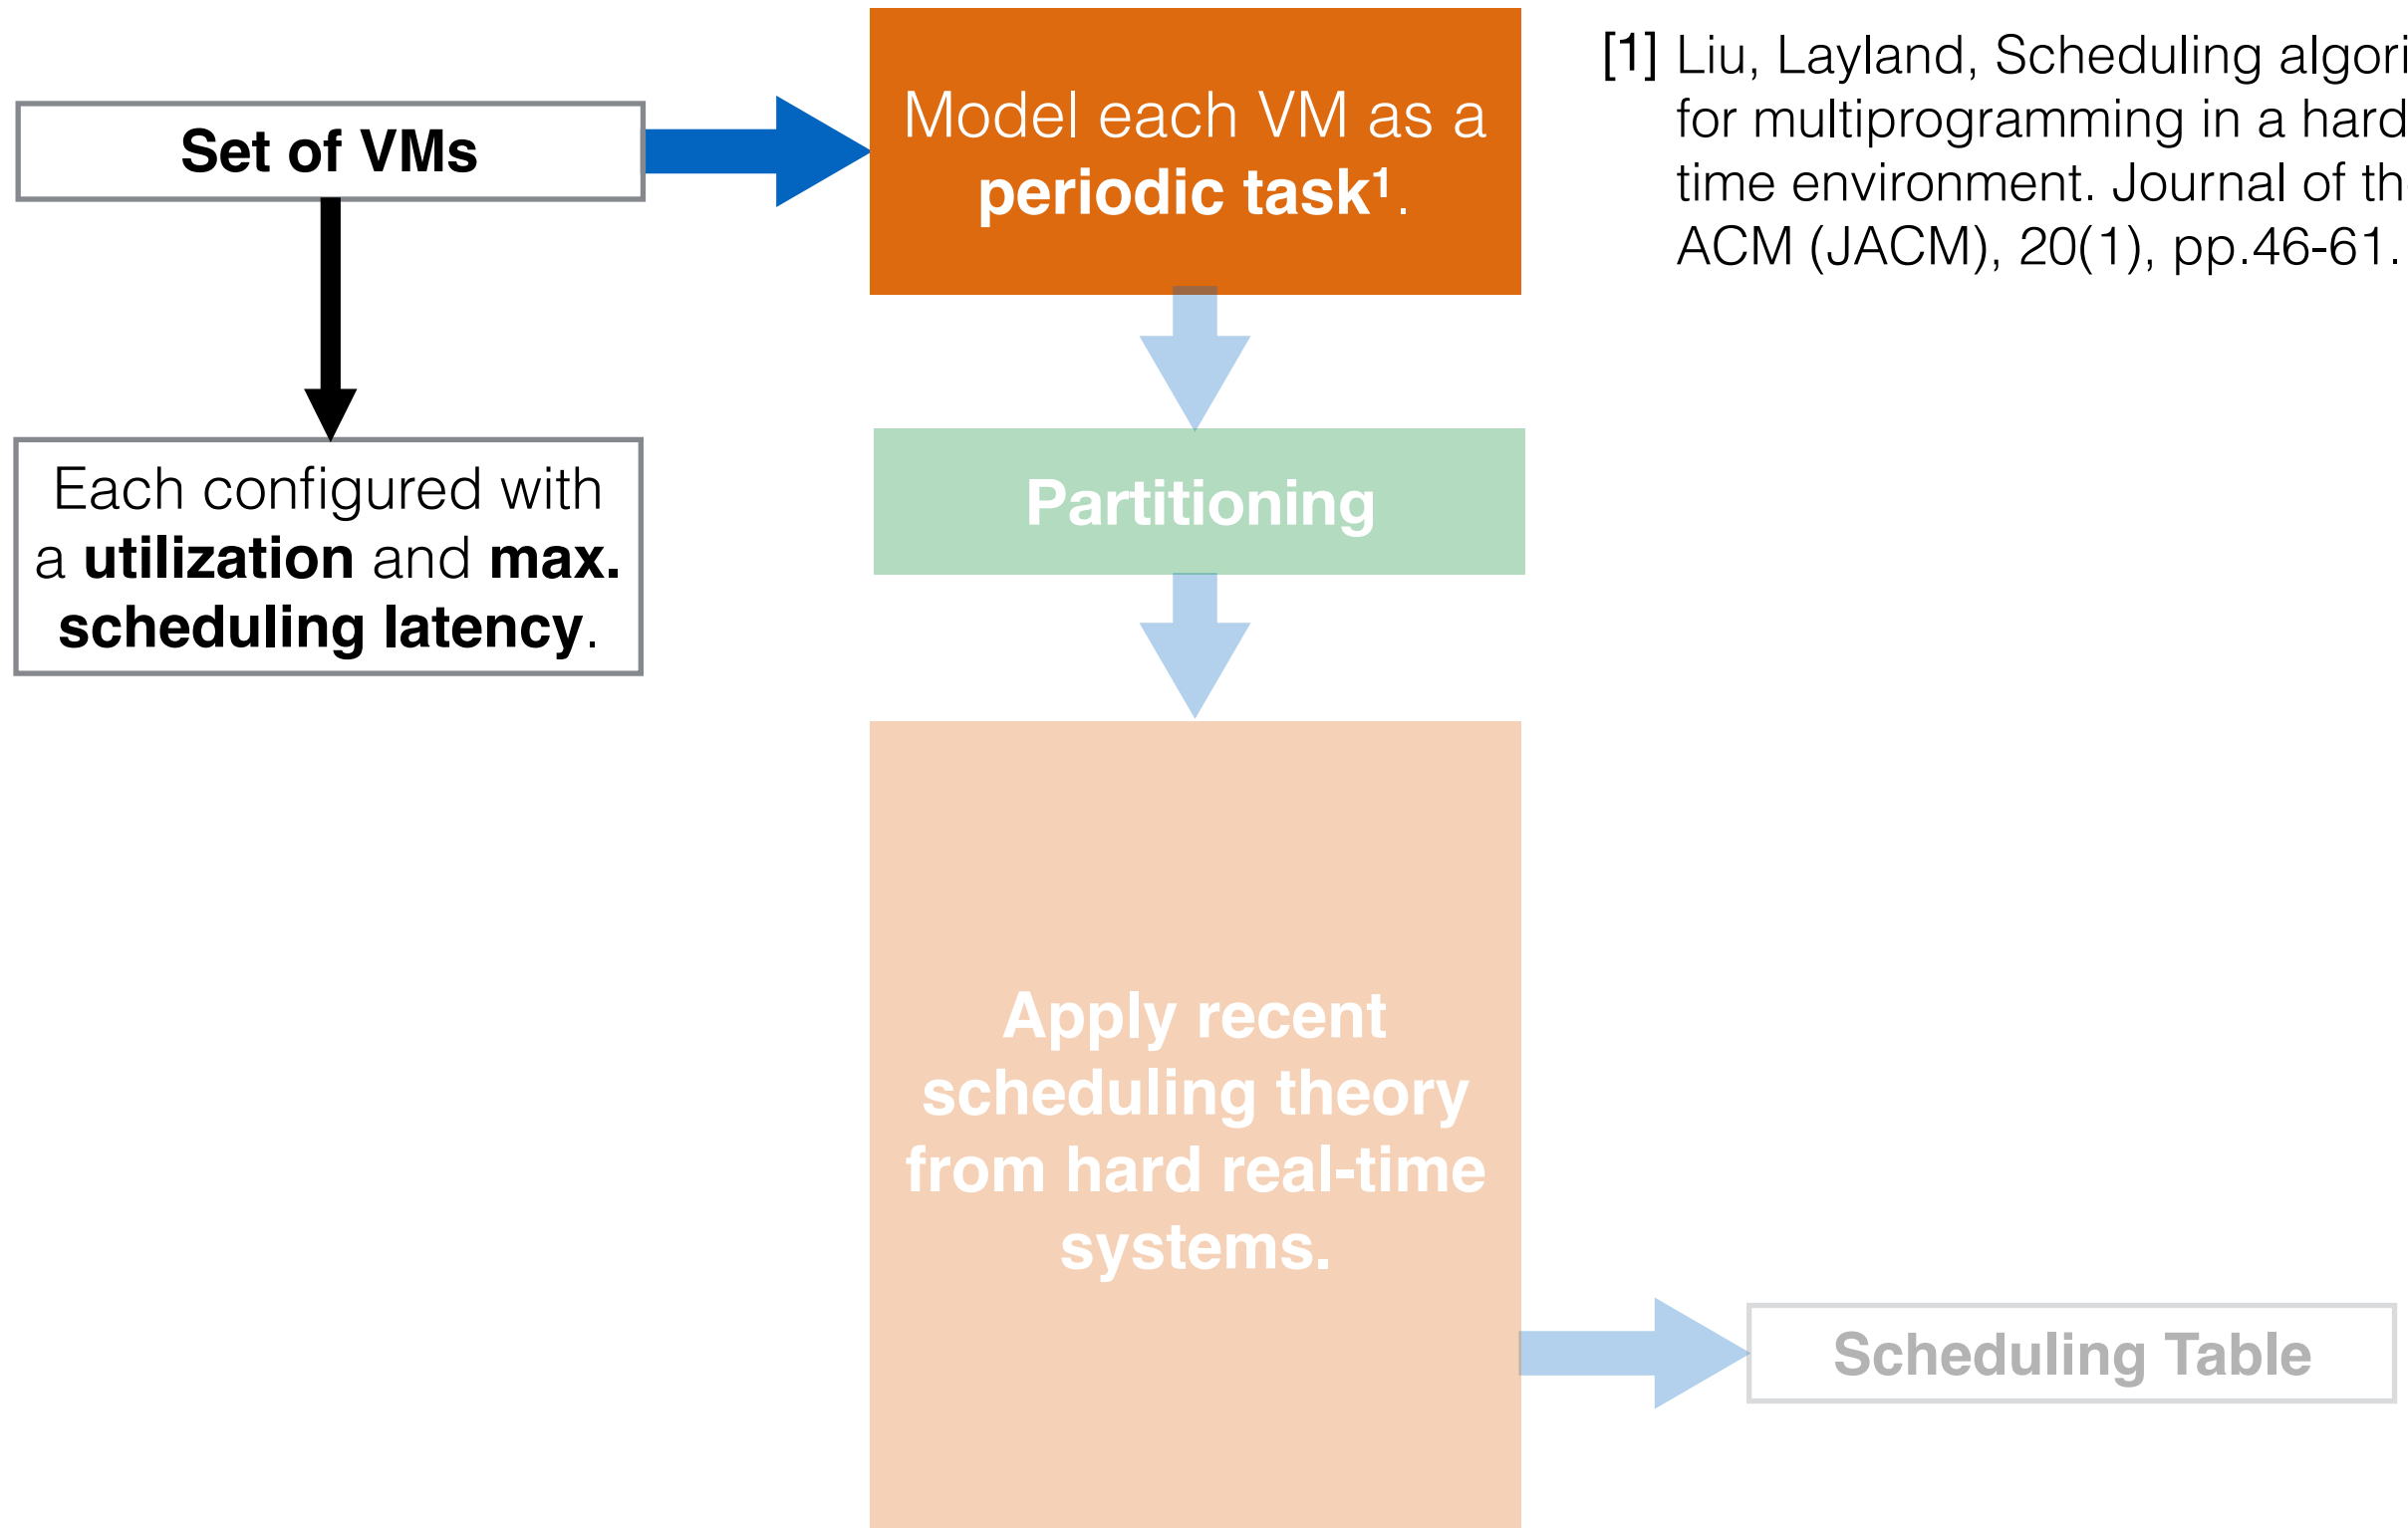 Set of VMs
Each configured with
a utilization and max.
scheduling latency.
Model each VM as a
periodic task¹.
Partitioning
Apply recent
scheduling theory
from hard real-time
systems.
Scheduling Table
[1] Liu, Layland, Scheduling
for multiprogramming in a hard
time environment. Journal of
ACM (JACM), 20(1), pp.46-61.